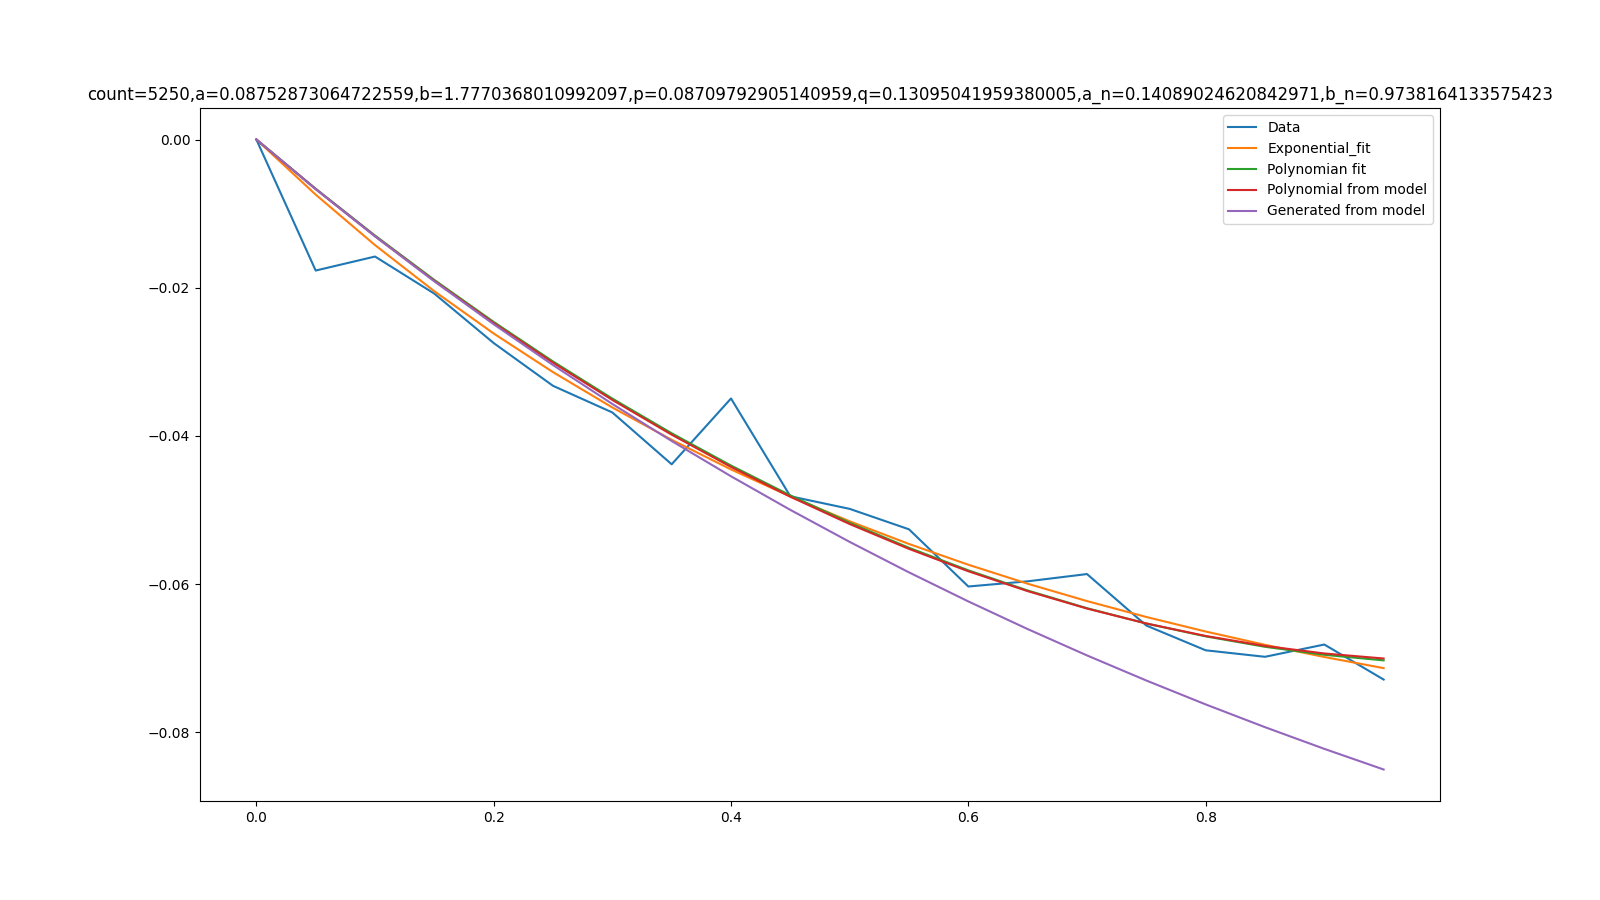 count=5250,a=0.08752873064722559,b=1.7770368010992097,p=0.08709792905140959,q=0.13095041959380005,a_n=0.14089024620842971,b_n=0.9738164133575423
Data
Exponential_fit
Polynomian fit
Polynomial from model
Generated from model
0.00
−0.02
−0.04
−0.06
−0.08
0.0 0.2 0.4 0.6 0.8